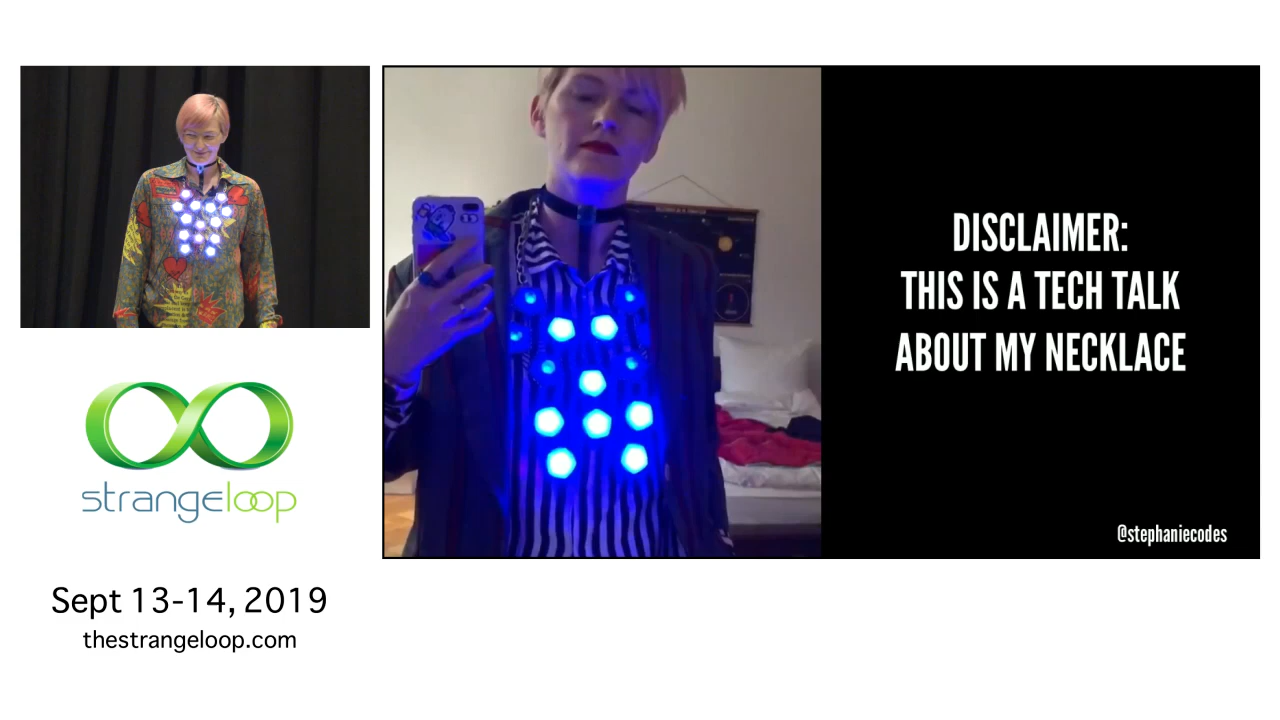 DISCLAIMER:
THIS IS A TECH TALK
ABOUT MY NECKLACE
@stephaniecodes
strangeloop
Sept 13-14, 2019
thestrangeloop.com